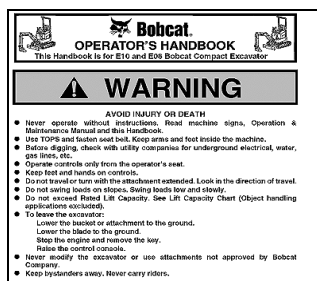 Bobcat.
OPERATOR'S HANDBOOK
This Handbook is for E10 and E08 Bobcat Compact Excavator
WARNING
AVOID INJURY OR DEATH
● Never operate without instructions. Read machine signs, Operation &
Maintenance Manual and this Handbook.
● Use TOPS and fasten seat belt. Keep arms and feet inside the machine.
● Before digging, check with utility companies for underground electrical, water,
gas lines, etc.
● Operate controls only from the operator's seat.
● Keep feet and hands on controls.
● Do not travel or turn with the attachment extended. Look in the direction of travel.
● Do not swing loads on slopes. Swing loads low and slowly.
● Do not exceed Rated Lift Capacity. See Lift Capacity Chart (Object handling
applications excluded).
● To leave the excavator:
Lower the bucket or attachment to the ground.
Lower the blade to the ground.
Stop the engine and remove the key.
Raise the control console.
● Never modify the excavator or use attachments not approved by Bobcat
Company.
● Keep bystanders away. Never carry riders.